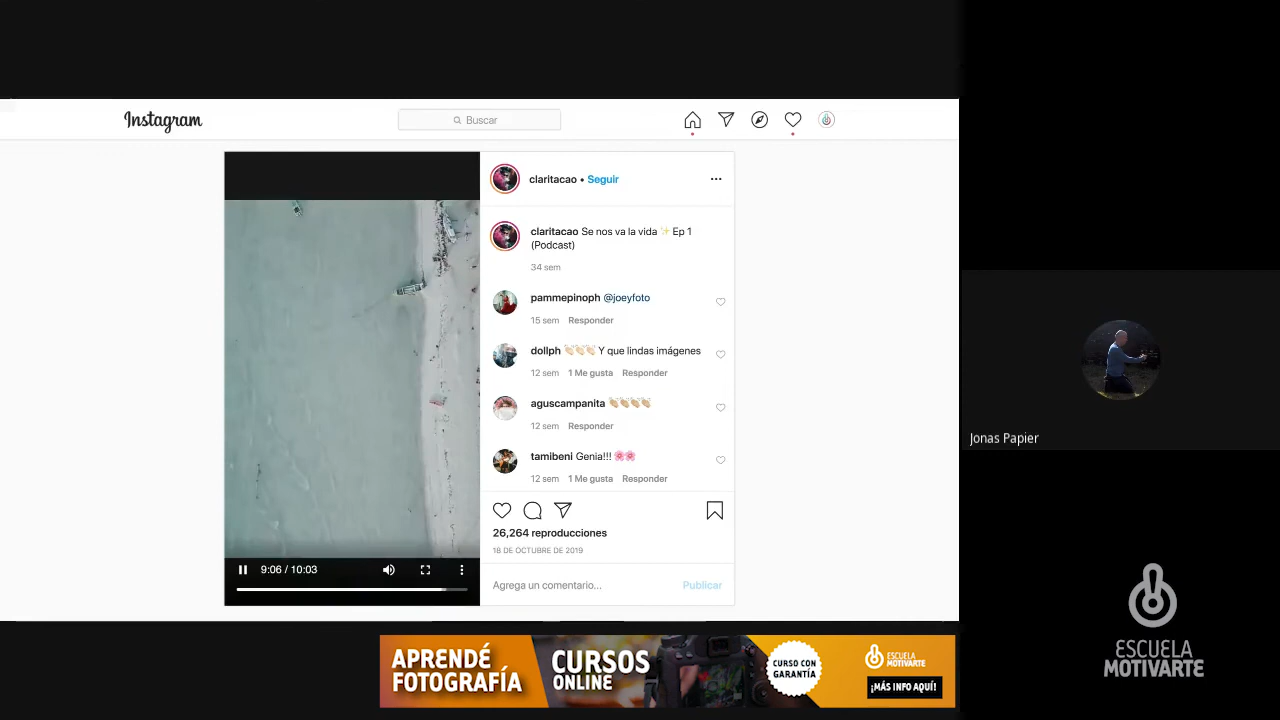 Instagram
Buscar
claritacao • Seguir
claritacao Se nos va la vida ✨ Ep 1
(Podcast)
34 sem
pammepinoph @joeyfoto
15 sem Responder
dollph 👏🏻👏🏻👏🏻 Y que lindas imágenes
12 sem 1 Me gusta Responder
aguscampanita 👏🏼👏🏼👏🏼👏🏼
12 sem Responder
tamibeni Genia!!! 🌸🌸
12 sem 1 Me gusta Responder
26,264 reproducciones
18 DE OCTUBRE DE 2019
9:06 / 10:03
Agrega un comentario... Publicar
Jonas Papier
ESCUELA
MOTIVARTE
APRENDÉ
FOTOGRAFÍA
CURSOS
ONLINE
CURSO CON
GARANTÍA
ESCUELA
MOTIVARTE
¡MÁS INFO AQUÍ!